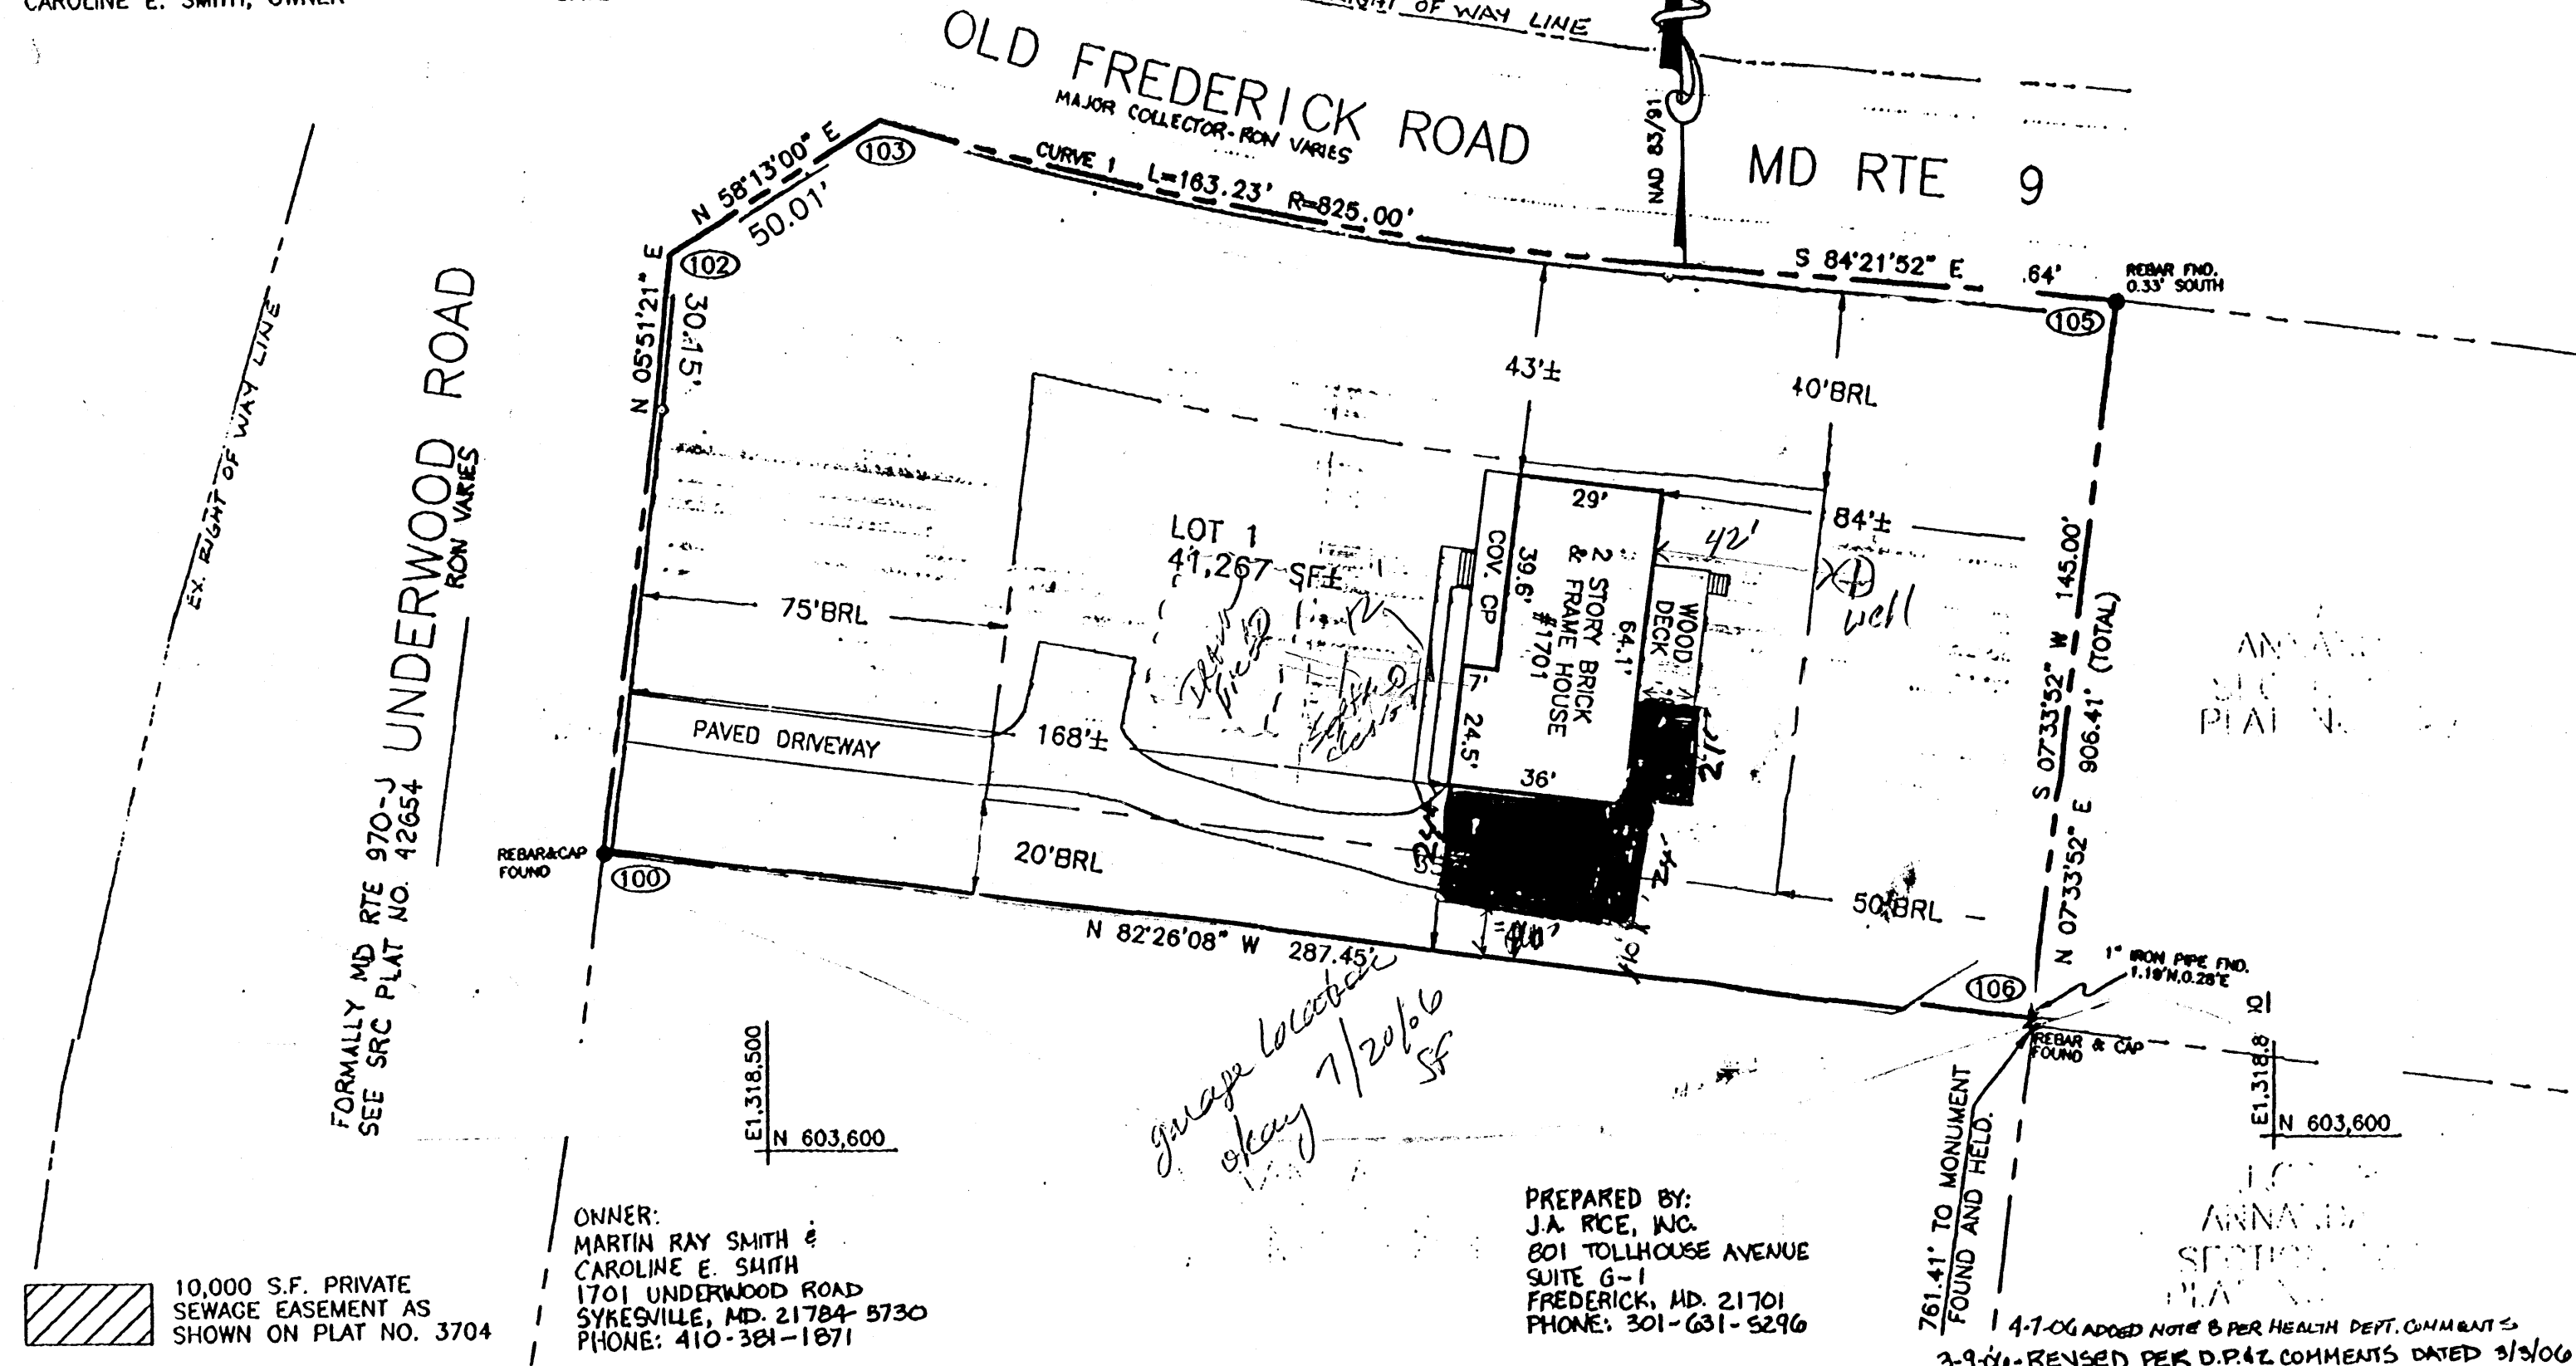 CAROLINE E. SMITH, OWNER
OF WAY LINE
OLD FREDERICK ROAD
MAJOR COLLECTOR-ROW VARIES
MD RTE 9
NAD 83/91
N 58°13'00" E
50.01'
103
CURVE 1 L=163.23' R=825.00'
S 84°21'52" E .64'
REBAR FND.
0.33' SOUTH
105
102
N 05°51'21" E
30.15'
EX. RIGHT OF WAY LINE
UNDERWOOD ROAD
ROW VARIES
FORMALLY MD RTE 970-J
SEE SRC PLAT NO. 42654
43'±
40'BRL
29'
84'±
42'
well
LOT 1
41,267 SF±
COV. CP
39.6'
2 STORY BRICK
& FRAME HOUSE
#1701
64.1'
WOOD
DECK
75'BRL
7'
24.5'
36'
21'
PAVED DRIVEWAY
168'±
20'BRL
24'
50'BRL
10'
S 07°33'52" W 145.00'
N 07°33'52" E 906.41' (TOTAL)
REBAR&CAP
FOUND
100
N 82°26'08" W 287.45'
106
1" IRON PIPE FND.
1.19'N,0.28'E
REBAR & CAP
FOUND
garage location
okay 7/20/06
SF
E1,318,500
N 603,600
E1,318,8
N 603,600
761.41' TO MONUMENT
FOUND AND HELD.
OWNER:
MARTIN RAY SMITH &
CAROLINE E. SMITH
1701 UNDERWOOD ROAD
SYKESVILLE, MD. 21784-5730
PHONE: 410-381-1871
PREPARED BY:
J.A. RICE, INC.
801 TOLLHOUSE AVENUE
SUITE G-1
FREDERICK, MD. 21701
PHONE: 301-631-5296
10,000 S.F. PRIVATE
SEWAGE EASEMENT AS
SHOWN ON PLAT NO. 3704
4-7-06 ADDED NOTE 8 PER HEALTH DEPT. COMMENTS
3-9-06-REVISED PER D.P.&Z COMMENTS DATED 3/3/06